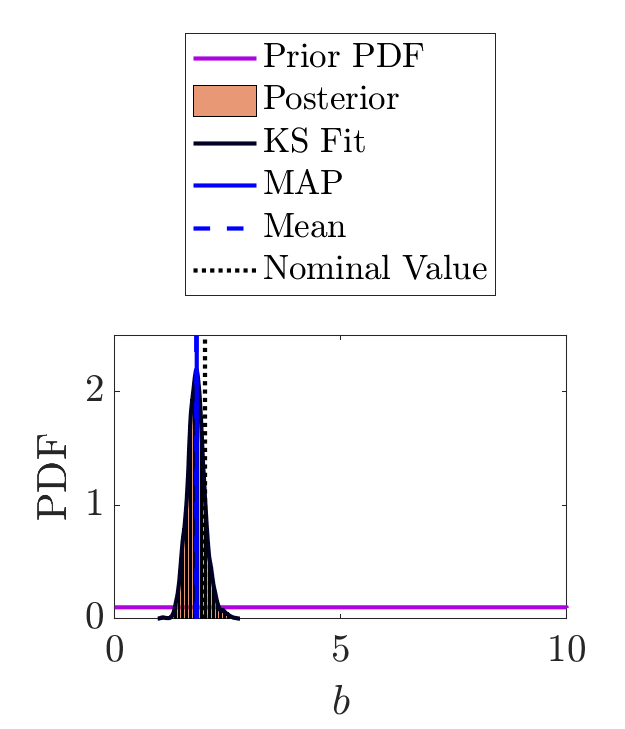 Prior PDF
Posterior
KS Fit
MAP
Mean
Nominal Value
2
1
0
PDF
0 5 10
b